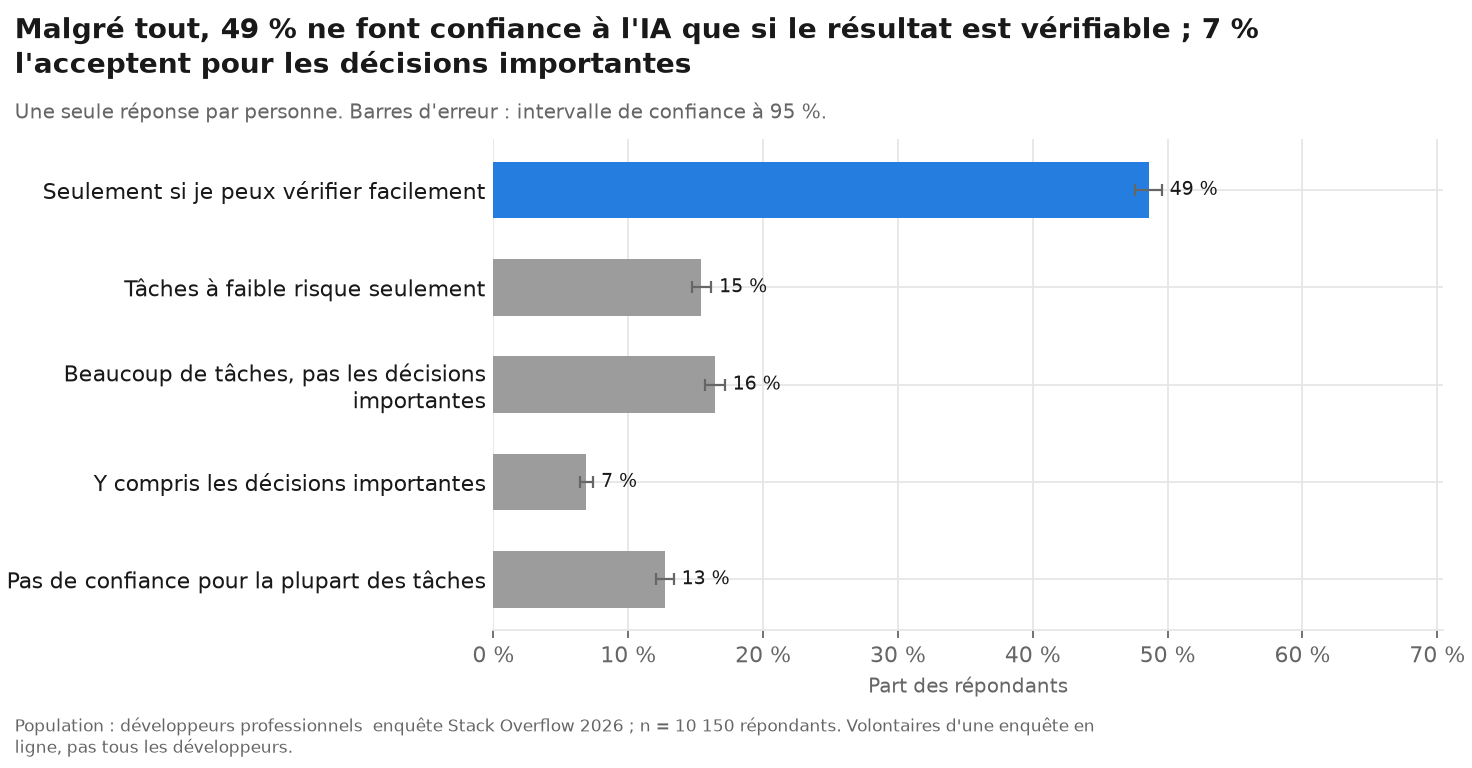 Malgré tout, 49 % ne font confiance à l'IA que si le résultat est vérifiable ; 7 %
l'acceptent pour les décisions importantes
Une seule réponse par personne. Barres d'erreur : intervalle de confiance à 95 %.
Seulement si je peux vérifier facilement
49 %
Tâches à faible risque seulement
15 %
Beaucoup de tâches, pas les décisions
importantes
16 %
Y compris les décisions importantes
7 %
Pas de confiance pour la plupart des tâches
13 %
0 % 10 % 20 % 30 % 40 % 50 % 60 % 70 %
Part des répondants
Population : développeurs professionnels  enquête Stack Overflow 2026 ; n = 10 150 répondants. Volontaires d'une enquête en
ligne, pas tous les développeurs.